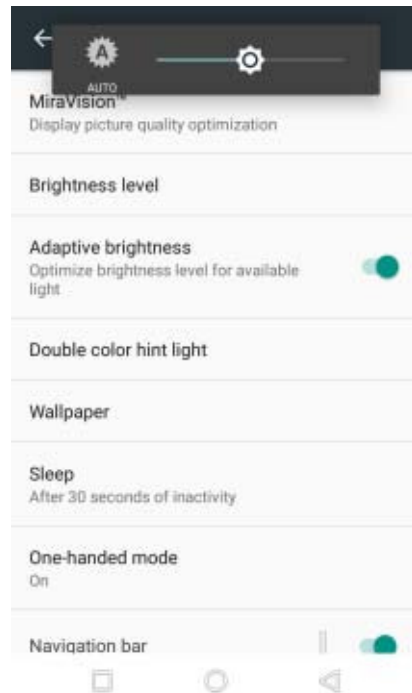 A
AUTO
MiraVision™
Display picture quality optimization
Brightness level
Adaptive brightness
Optimize brightness level for available
light
Double color hint light
Wallpaper
Sleep
After 30 seconds of inactivity
One-handed mode
On
Navigation bar